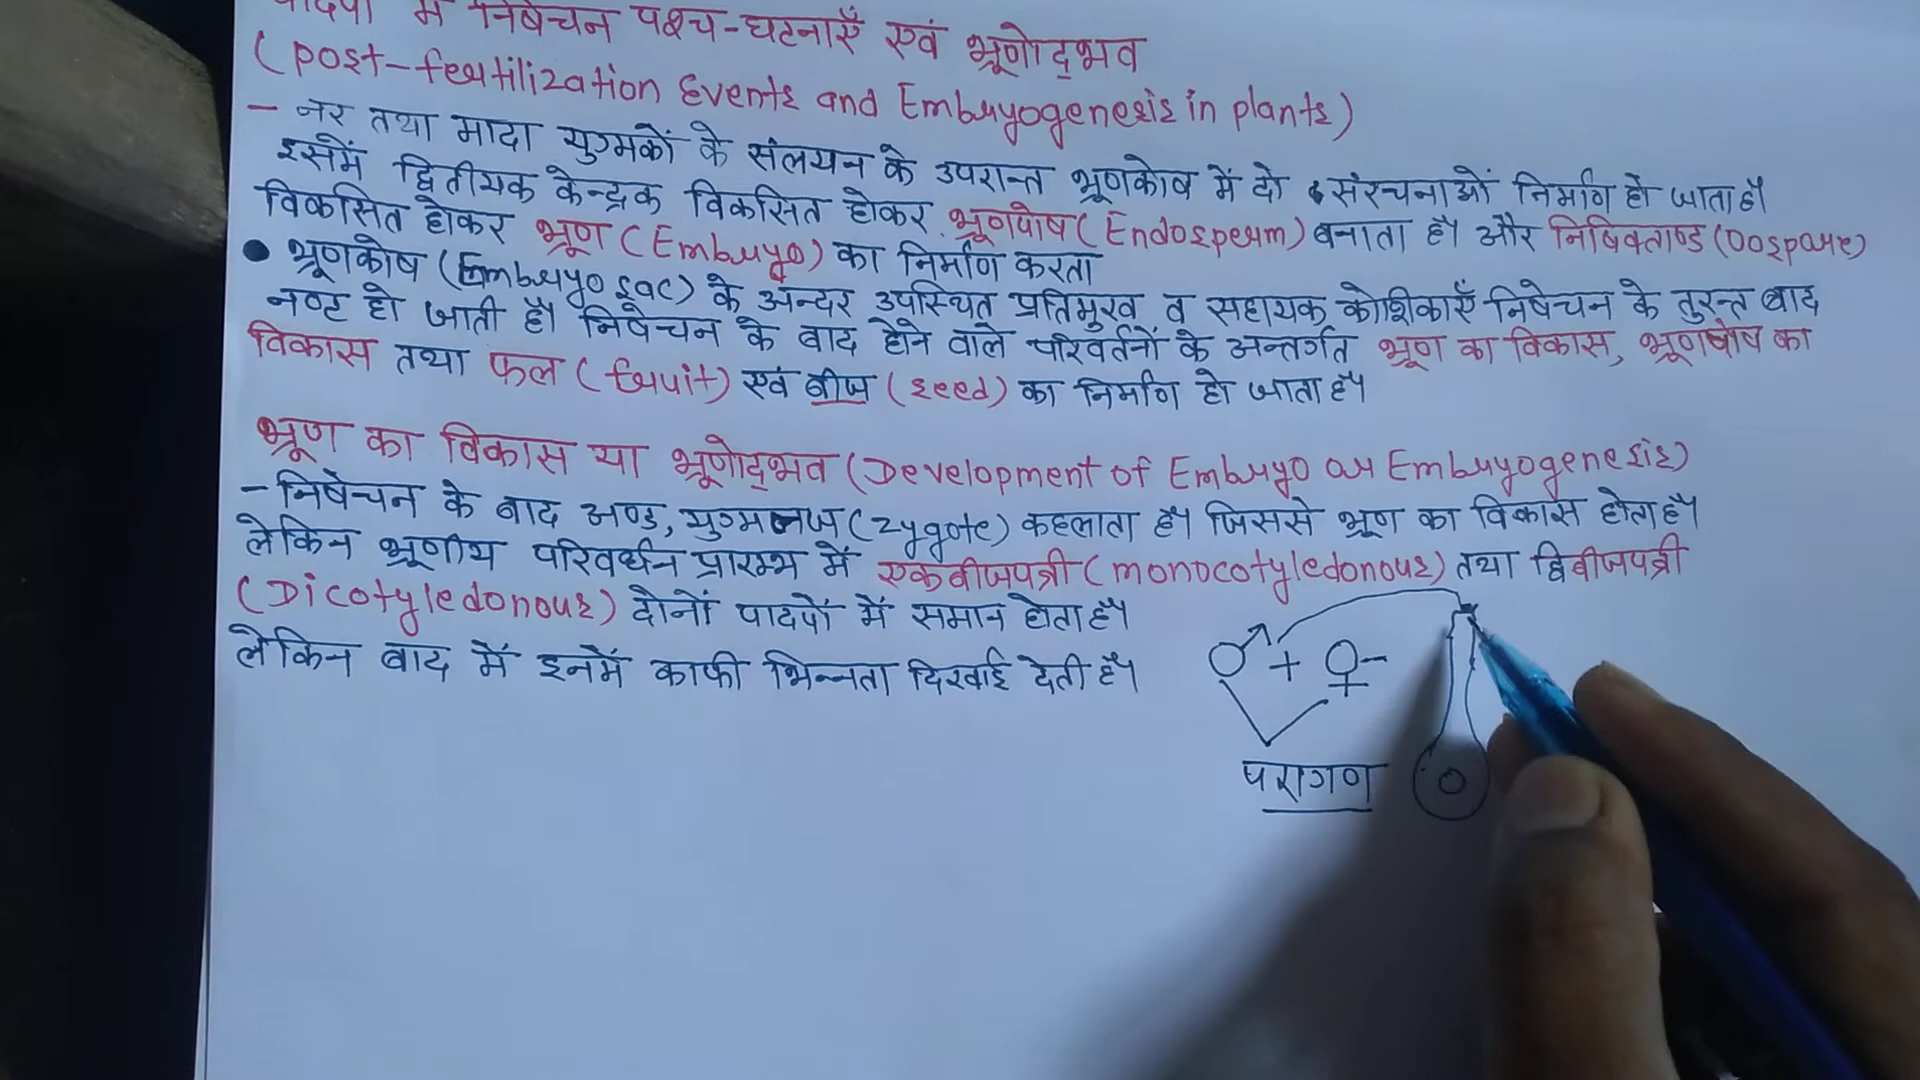 पादपों में निषेचन पश्च-घटनाएँ एवं भ्रूणोद्‌भव
(post-fertilization Events and Embryogenesis in plants)
- नर तथा मादा युग्मकों के संलयन के उपरान्त भ्रूणकोष में दो संरचनाओं निर्माण हो जाता है
इसमें द्वितीयक केन्द्रक विकसित होकर भ्रूणपोष (Endosperm) बनाता है। और निषिक्ताण्ड (Oospore)
विकसित होकर भ्रूण (Embryo) का निर्माण करता
● भ्रूणकोष (Embryo sac) के अन्दर उपस्थित प्रतिमुख व सहायक कोशिकाएँ निषेचन के तुरन्त बाद
नष्ट हो जाती है। निषेचन के बाद होने वाले परिवर्तनों के अन्तर्गत भ्रूण का विकास, भ्रूणपोष का
विकास तथा फल (fruit) एवं बीज (seed) का निर्माण हो जाता है।
भ्रूण का विकास या भ्रूणोद्‌भव (Development of Embryo or Embryogenesis)
- निषेचन के बाद अण्ड, युग्मनज (Zygote) कहलाता है। जिससे भ्रूण का विकास होता है।
लेकिन भ्रूणीय परिवर्धन प्रारम्भ में एकबीजपत्री (monocotyledonous) तथा द्विबीजपत्री
(Dicotyledonous) दोनों पादपों में समान होता है।
लेकिन बाद में इनमें काफी भिन्नता दिखाई देती है।
♂ + ♀
परागण